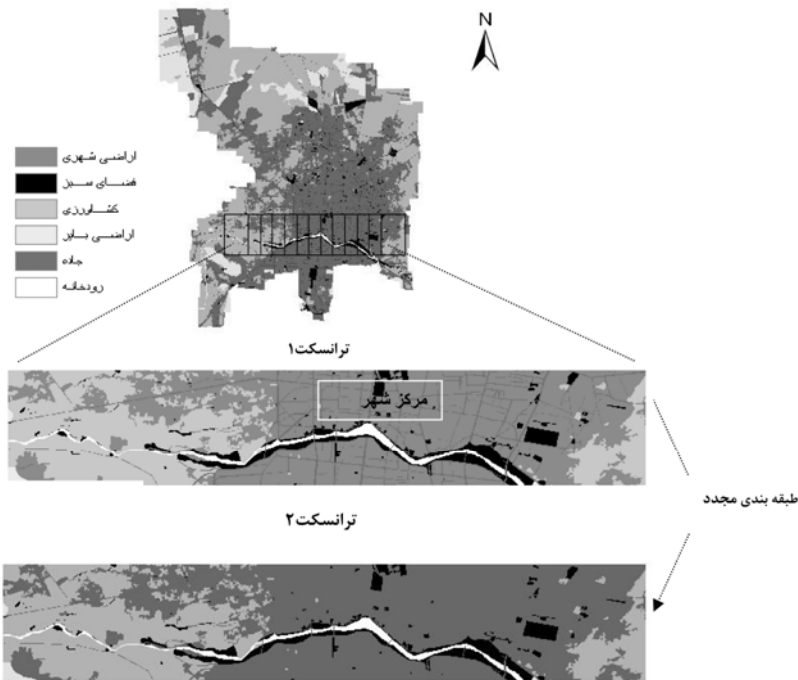 N
اراضی شهری
فضای سبز
کشاورزی
اراضی بایر
جاده
رودخانه
ترانسکت۱
مرکز شهر
طبقه بندی مجدد
ترانسکت۲